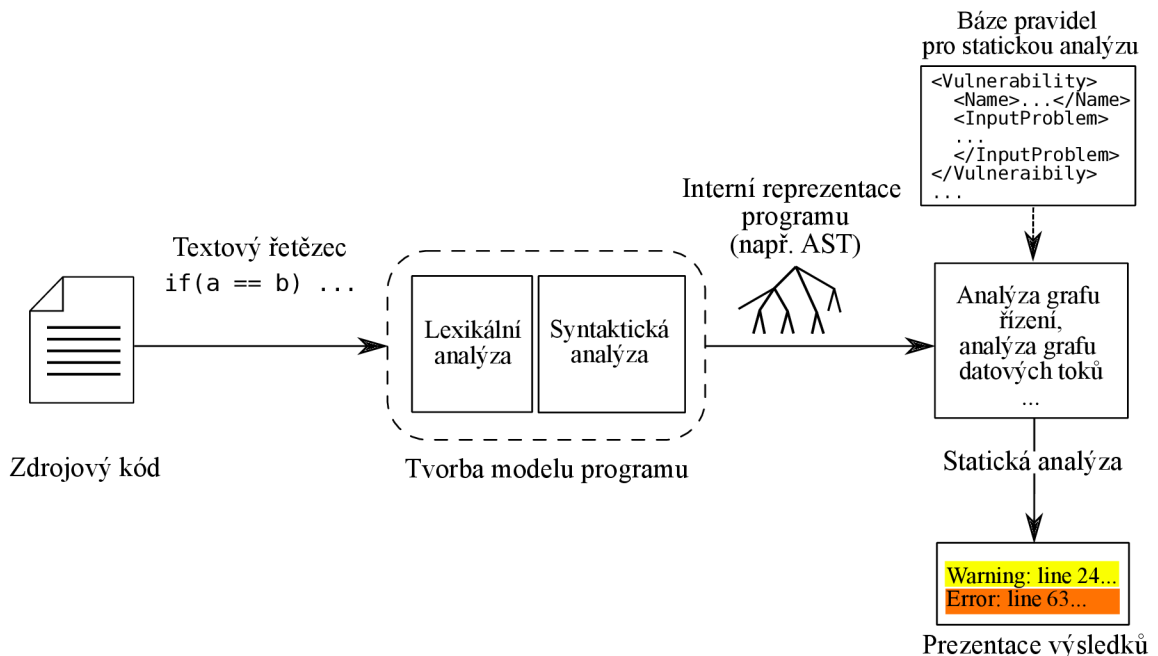 Báze pravidel
pro statickou analýzu
<Vulnerability>
<Name>...</Name>
<InputProblem>
...
</InputProblem>
</Vulneraibily>
...
Interní reprezentace
programu
(např. AST)
Textový řetězec
if(a == b) ...
Lexikální
analýza
Syntaktická
analýza
Analýza grafu
řízení,
analýza grafu
datových toků
...
Zdrojový kód
Tvorba modelu programu
Statická analýza
Warning: line 24...
Error: line 63...
Prezentace výsledků